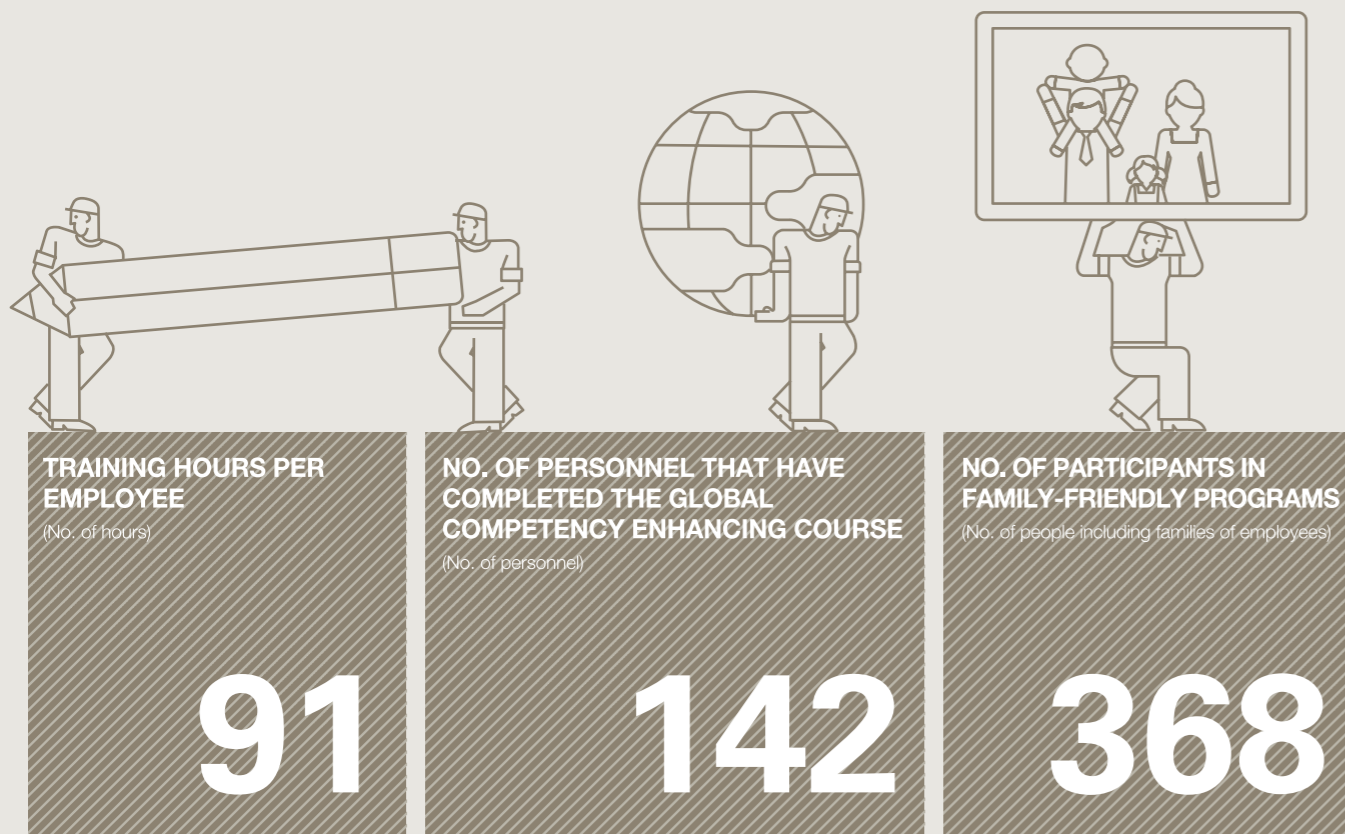 TRAINING HOURS PER
EMPLOYEE
(No. of hours)
91
NO. OF PERSONNEL THAT HAVE
COMPLETED THE GLOBAL
COMPETENCY ENHANCING COURSE
(No. of personnel)
142
NO. OF PARTICIPANTS IN
FAMILY-FRIENDLY PROGRAMS
(No. of people including families of employees)
368